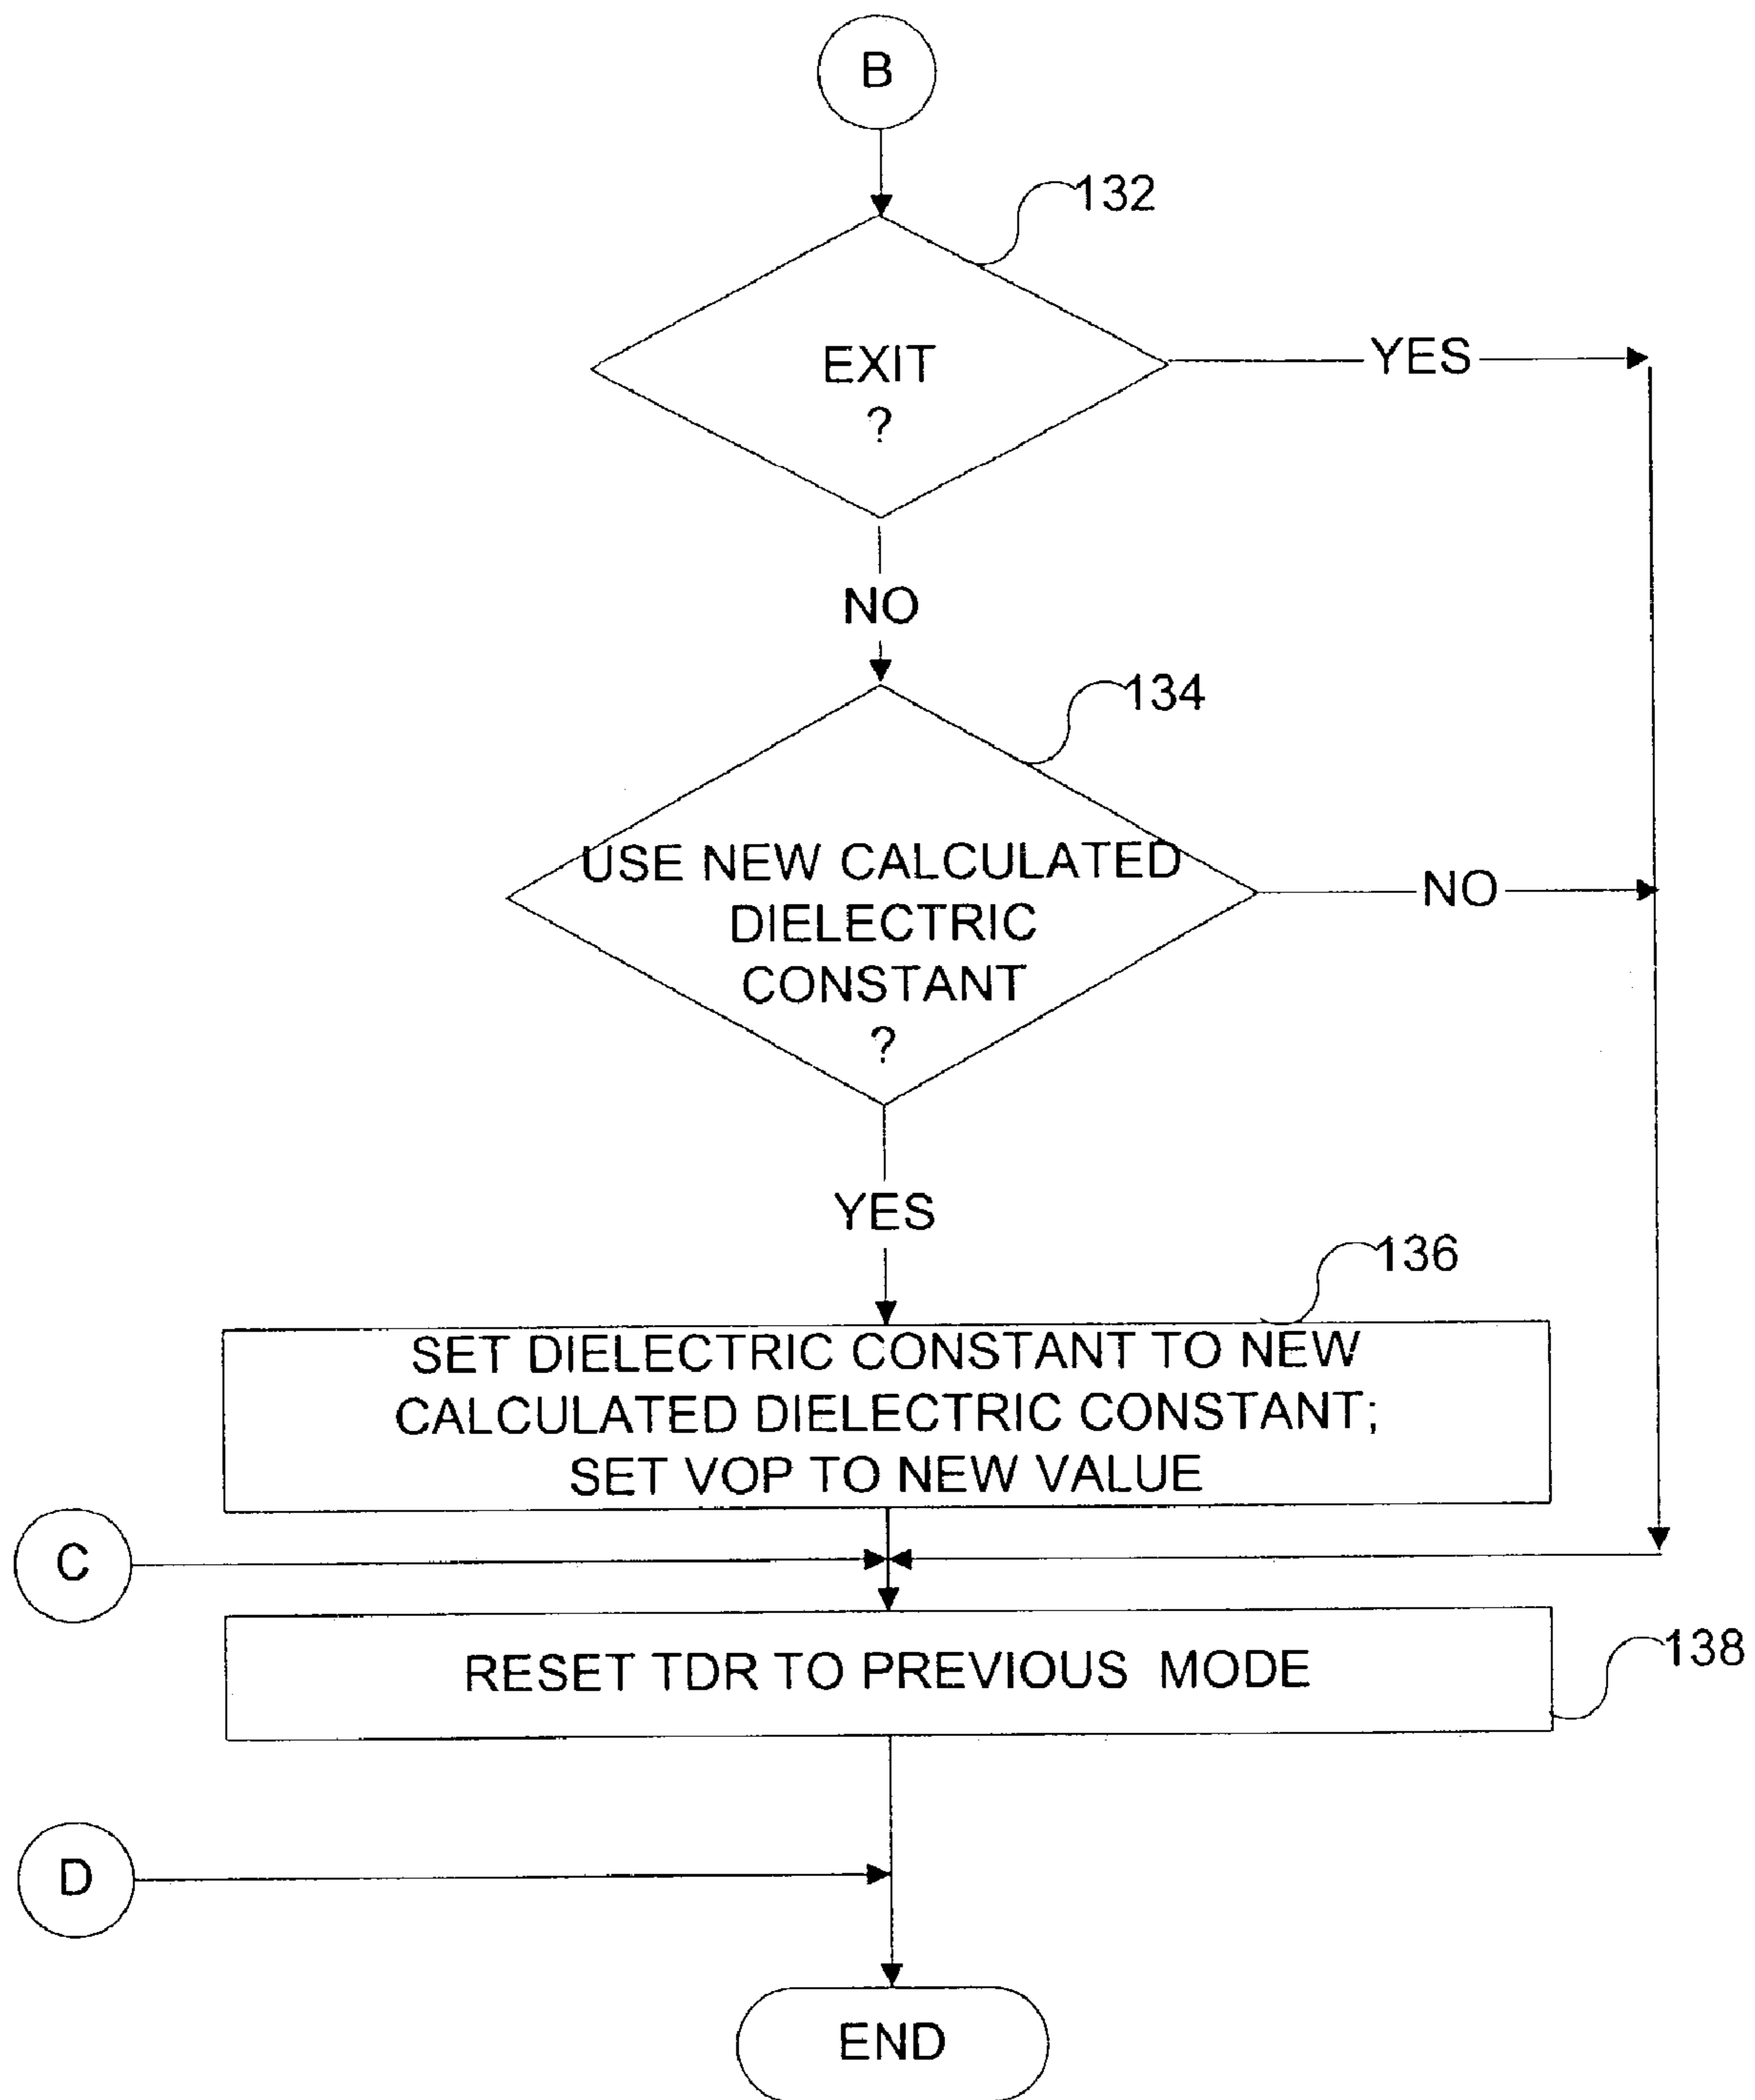 B
132
EXIT
?
YES
NO
134
USE NEW CALCULATED
DIELECTRIC
CONSTANT
?
NO
YES
136
SET DIELECTRIC CONSTANT TO NEW
CALCULATED DIELECTRIC CONSTANT;
SET VOP TO NEW VALUE
C
RESET TDR TO PREVIOUS MODE
138
D
END